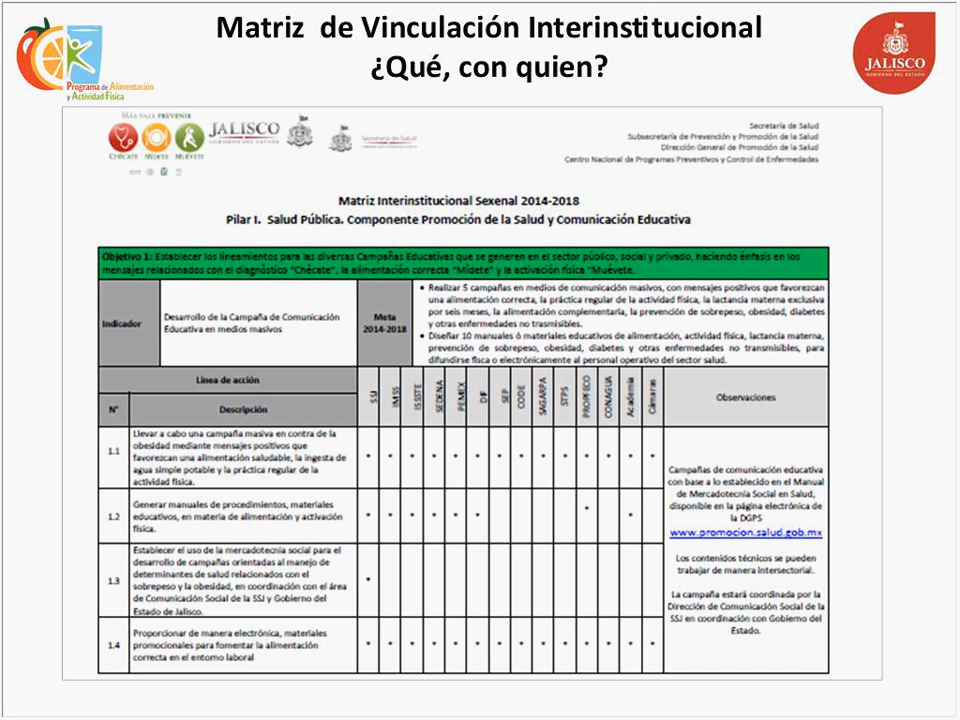 Matriz de Vinculación Interinstitucional
¿Qué, con quien?
Programa de Alimentación
y Actividad Física
JALISCO
GOBIERNO DEL ESTADO
MÁS VALE PREVENIR
CHÉCATE MÍDETE MUÉVETE
JALISCO
GOBIERNO DEL ESTADO
Secretaría de Salud
Secretaría de Salud
Subsecretaría de Prevención y Promoción de la Salud
Dirección General de Promoción de la Salud
Centro Nacional de Programas Preventivos y Control de Enfermedades
Matriz Interinstitucional Sexenal 2014-2018
Pilar I. Salud Pública. Componente Promoción de la Salud y Comunicación Educativa
Objetivo 1: Establecer los lineamientos para las diversas Campañas Educativas que se generen en el sector público, social y privado, haciendo énfasis en los
mensajes relacionados con el diagnóstico "Chécate", la alimentación correcta "Mídete" y la activación física "Muévete.
Indicador
Desarrollo de la Campaña de Comunicación
Educativa en medios masivos
Meta
2014-2018
• Realizar 5 campañas en medios de comunicación masivos, con mensajes positivos que favorezcan
una alimentación correcta, la práctica regular de la actividad física, la lactancia materna exclusiva
por seis meses, la alimentación complementaria, la prevención de sobrepeso, obesidad, diabetes
y otras enfermedades no trasmisibles.
• Diseñar 10 manuales ó materiales educativos de alimentación, actividad física, lactancia materna,
prevención de sobrepeso, obesidad, diabetes y otras enfermedades no transmisibles, para
difundirse física o electrónicamente al personal operativo del sector salud.
Línea de acción
N° Descripción
SSJ IMSS ISSSTE SEDENA PEMEX DIF SEP CODE SAGARPA STPS PROFECO CONAGUA Academia Cámaras
Observaciones
1.1
Llevar a cabo una campaña masiva en contra de la
obesidad mediante mensajes positivos que
favorezcan una alimentación saludable, la ingesta de
agua simple potable y la práctica regular de la
actividad física.
* * * * * * * * * * * * * *
1.2
Generar manuales de procedimientos, materiales
educativos, en materia de alimentación y activación
física.
* * * * * * * *
1.3
Establecer el uso de la mercadotecnia social para el
desarrollo de campañas orientadas al manejo de
determinantes de salud relacionados con el
sobrepeso y la obesidad, en coordinación con el área
de Comunicación Social de la SSJ y Gobierno del
Estado de Jalisco.
*
1.4
Proporcionar de manera electrónica, materiales
promocionales para fomentar la alimentación
correcta en el entorno laboral
* * * * * * * * * * * * * *
Campañas de comunicación educativa
con base a lo establecido en el Manual
de Mercadotecnia Social en Salud,
disponible en la página electrónica de
la DGPS
www.promocion.salud.gob.mx
Los contenidos técnicos se pueden
trabajar de manera intersectorial.
La campaña estará coordinada por la
Dirección de Comunicación Social de la
SSJ en coordinación con Gobierno del
Estado.